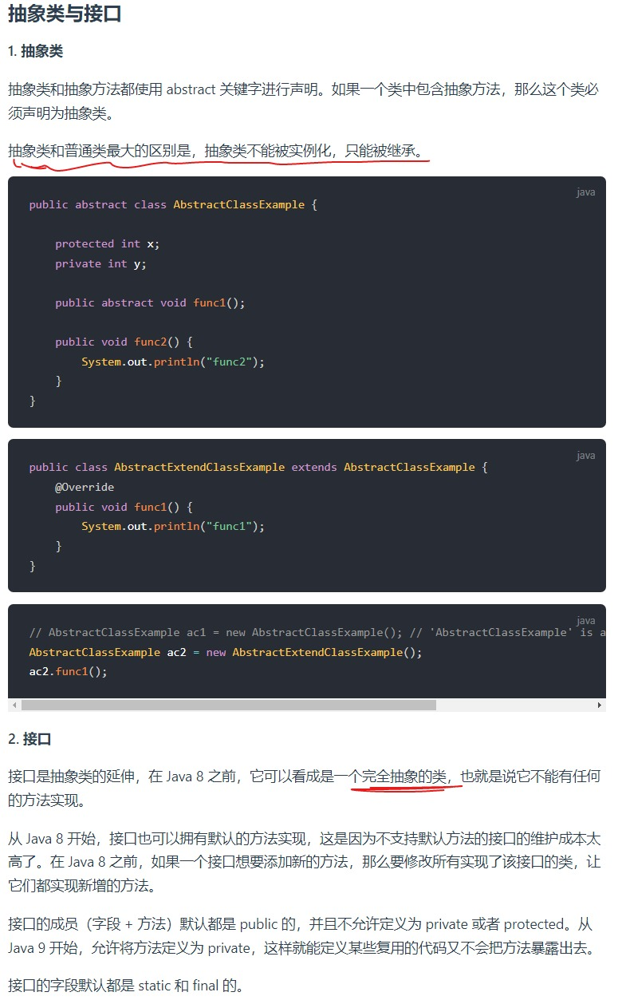 抽象类与接口
1. 抽象类
抽象类和抽象方法都使用 abstract 关键字进行声明。如果一个类中包含抽象方法，那么这个类必
须声明为抽象类。
抽象类和普通类最大的区别是，抽象类不能被实例化，只能被继承。
java
public abstract class AbstractClassExample {
    protected int x;
    private int y;
    public abstract void func1();
    public void func2() {
        System.out.println("func2");
    }
}
java
public class AbstractExtendClassExample extends AbstractClassExample {
    @Override
    public void func1() {
        System.out.println("func1");
    }
}
java
// AbstractClassExample ac1 = new AbstractClassExample(); // 'AbstractClassExample' is a
AbstractClassExample ac2 = new AbstractExtendClassExample();
ac2.func1();
2. 接口
接口是抽象类的延伸，在 Java 8 之前，它可以看成是一个完全抽象的类，也就是说它不能有任何
的方法实现。
从 Java 8 开始，接口也可以拥有默认的方法实现，这是因为不支持默认方法的接口的维护成本太
高了。在 Java 8 之前，如果一个接口想要添加新的方法，那么要修改所有实现了该接口的类，让
它们都实现新增的方法。
接口的成员（字段 + 方法）默认都是 public 的，并且不允许定义为 private 或者 protected。从
Java 9 开始，允许将方法定义为 private，这样就能定义某些复用的代码又不会把方法暴露出去。
接口的字段默认都是 static 和 final 的。